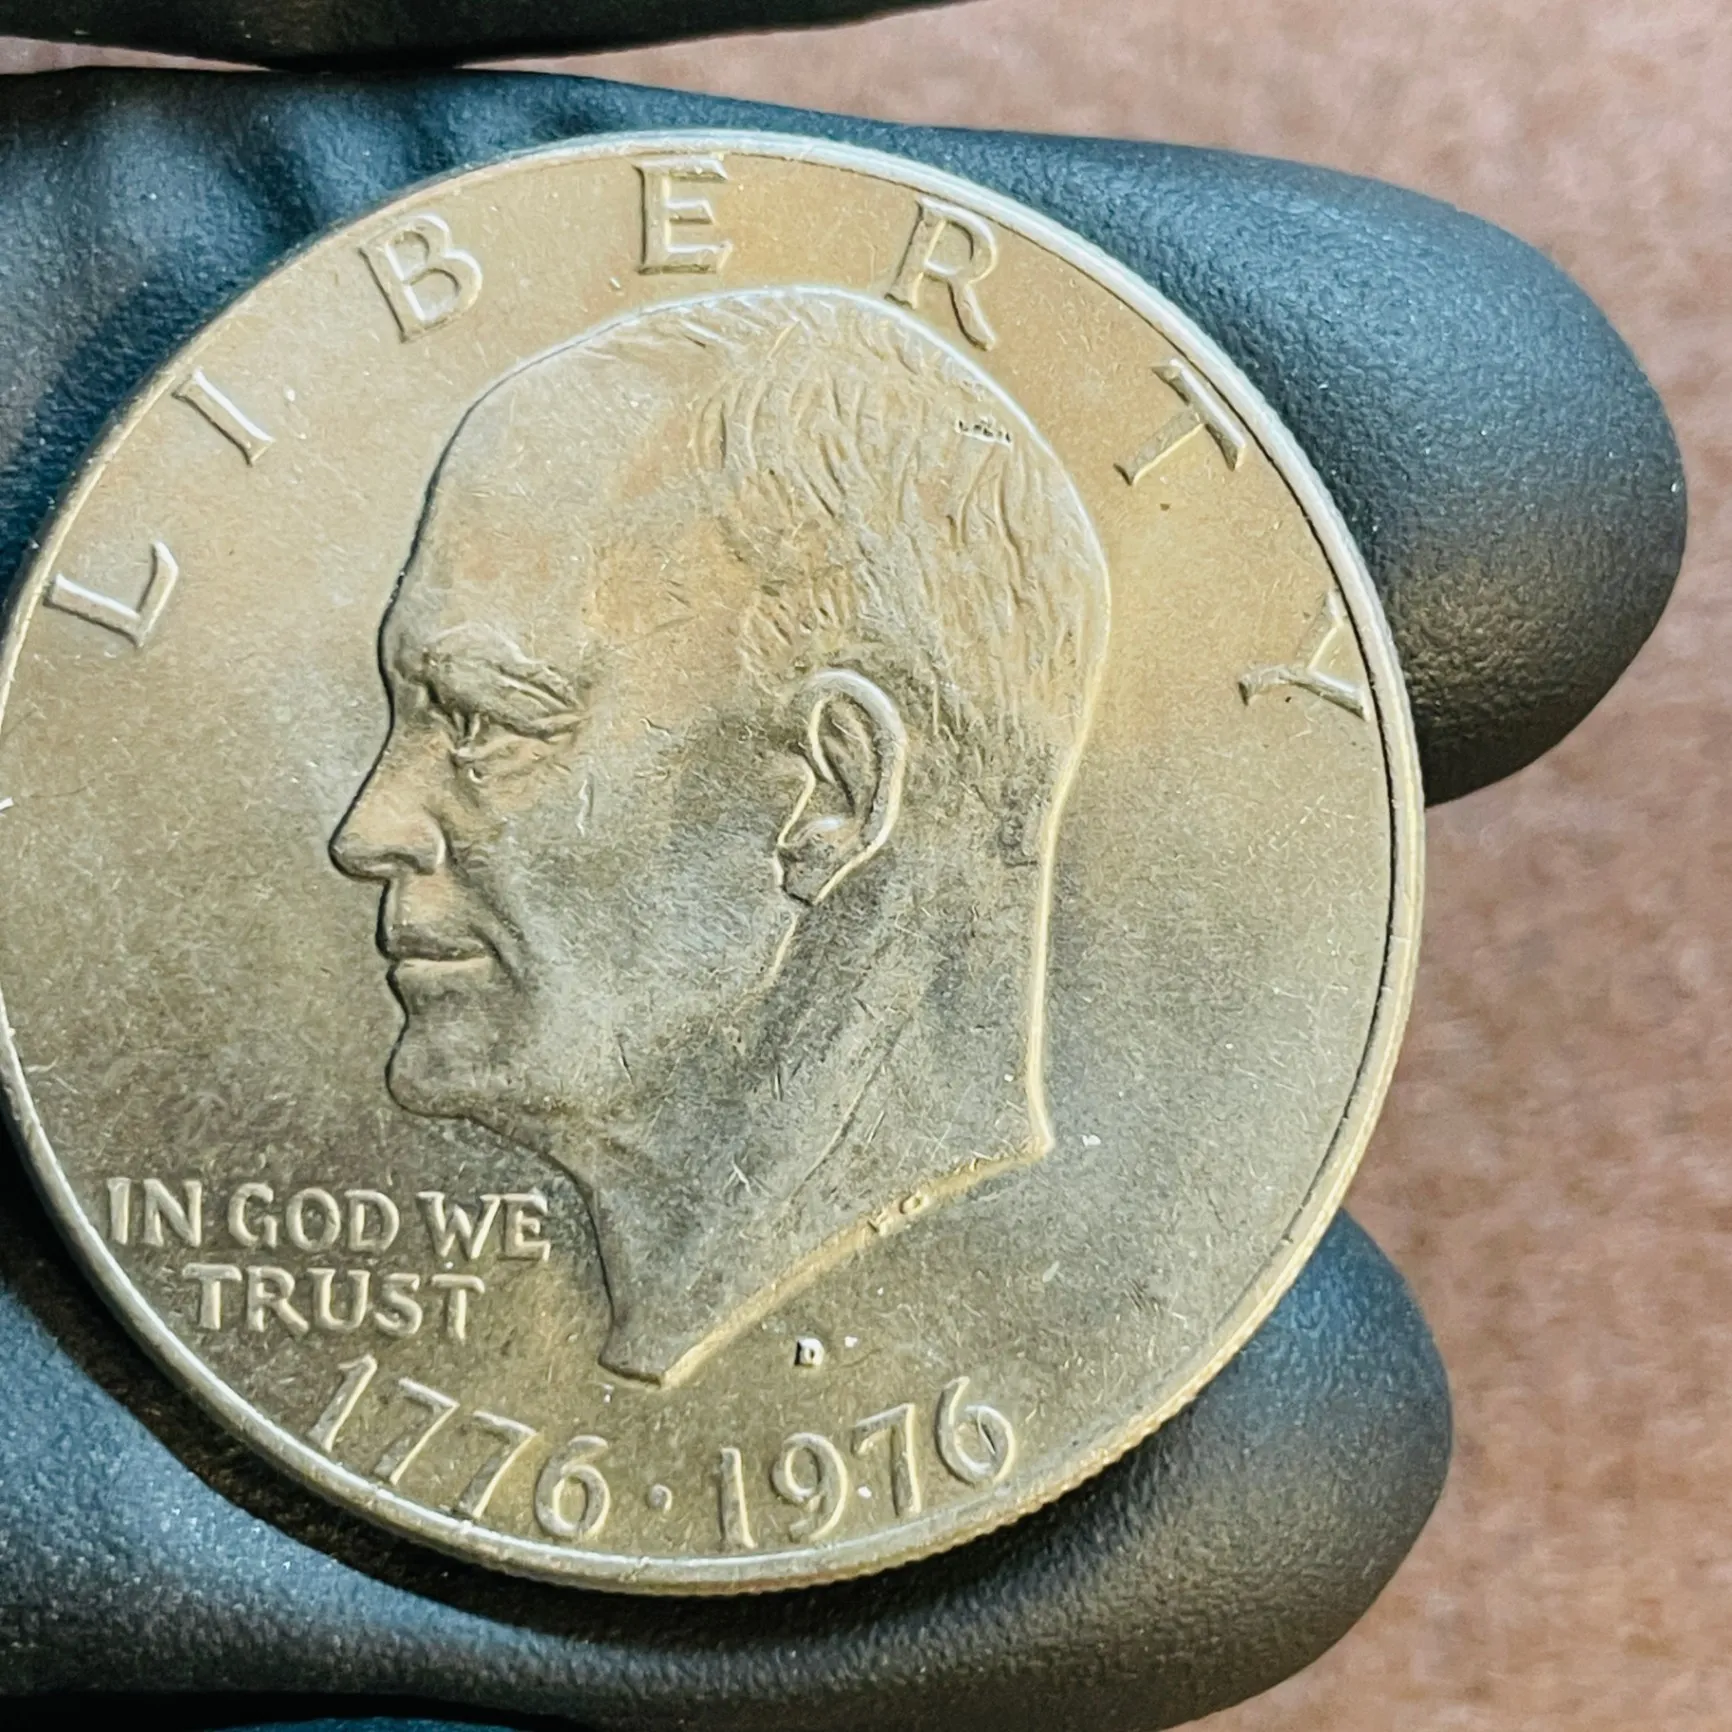 LIBERTY
IN GOD WE
TRUST
D
1776·1976